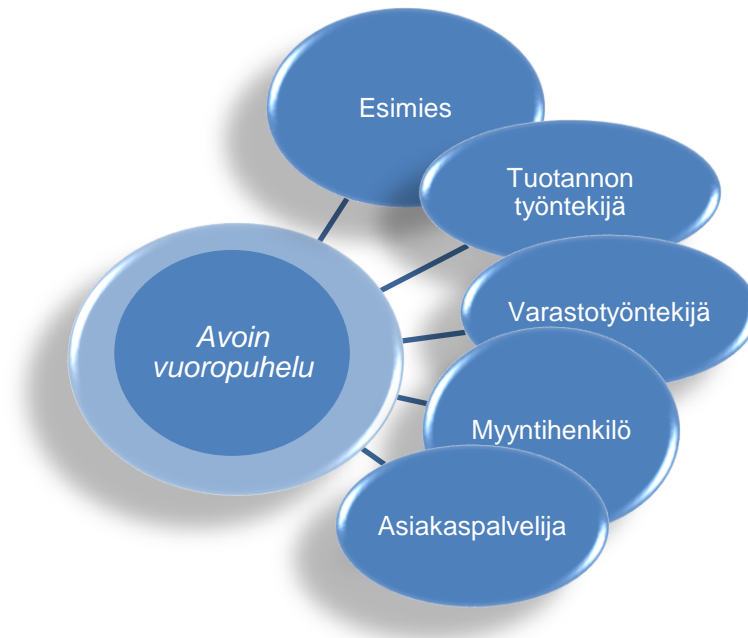 Esimies
Tuotannon
työntekijä
Varastotyöntekijä
Avoin
vuoropuhelu
Myyntihenkilö
Asiakaspalvelija